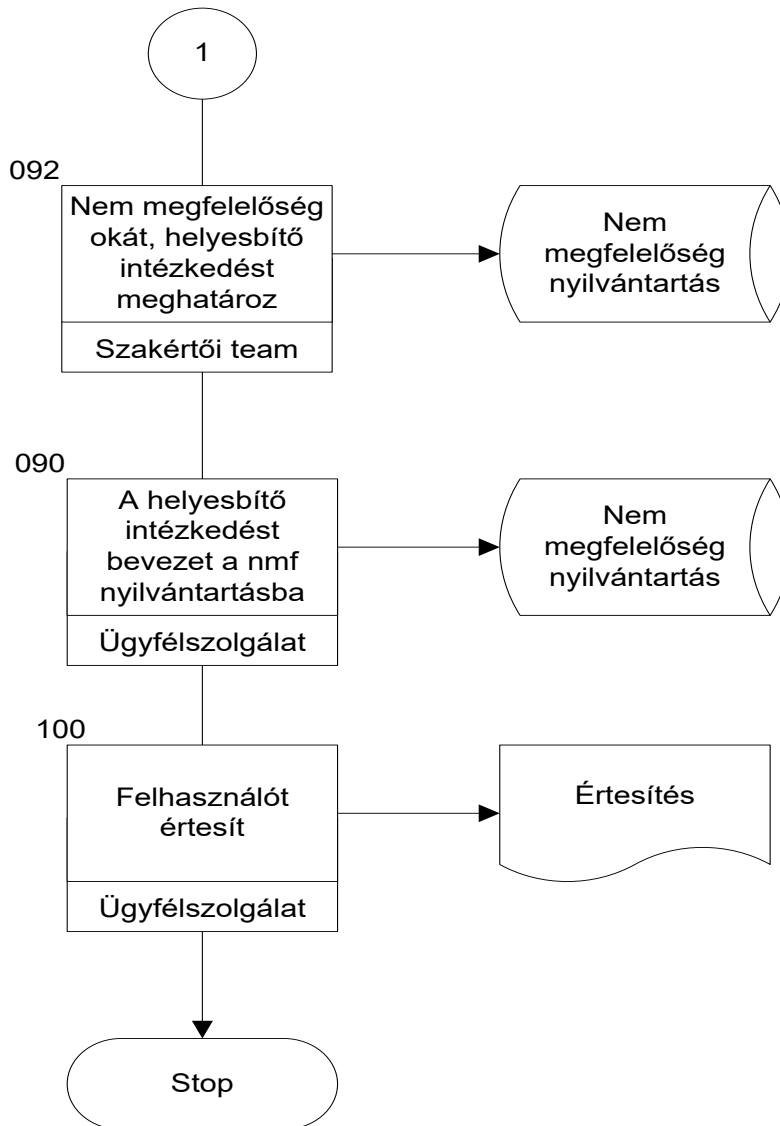 1
092
Nem megfelelőség
okát, helyesbítő
intézkedést
meghatároz
Szakértői team
Nem
megfelelőség
nyilvántartás
090
A helyesbítő
intézkedést
bevezet a nmf
nyilvántartásba
Ügyfélszolgálat
Nem
megfelelőség
nyilvántartás
100
Felhasználót
értesít
Ügyfélszolgálat
Értesítés
Stop